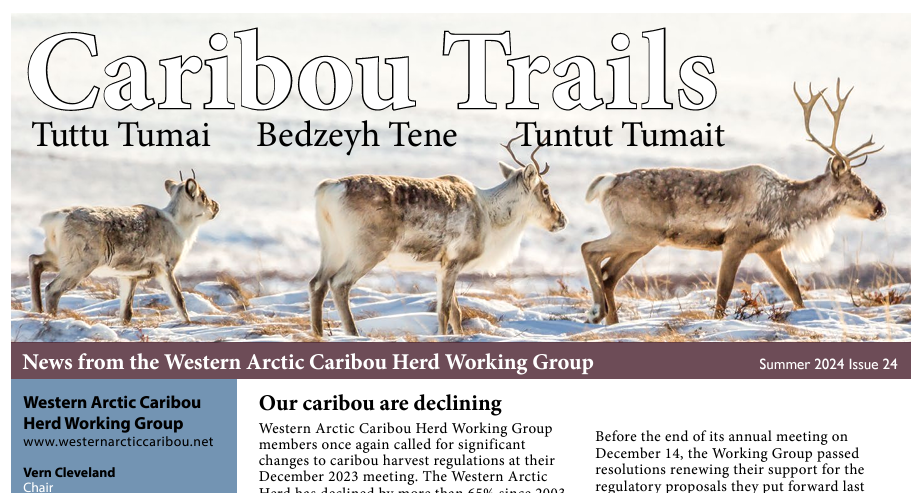 Caribou Trails
Tuttu Tumai Bedzeyh Tene Tuntut Tumait
News from the Western Arctic Caribou Herd Working Group Summer 2024 Issue 24
Western Arctic Caribou
Herd Working Group
www.westernarcticcaribou.net
Vern Cleveland
Chair
Our caribou are declining
Western Arctic Caribou Herd Working Group
members once again called for significant
changes to caribou harvest regulations at their
December 2023 meeting. The Western Arctic
Herd has declined by more than 65% since 2003
Before the end of its annual meeting on
December 14, the Working Group passed
resolutions renewing their support for the
regulatory proposals they put forward last